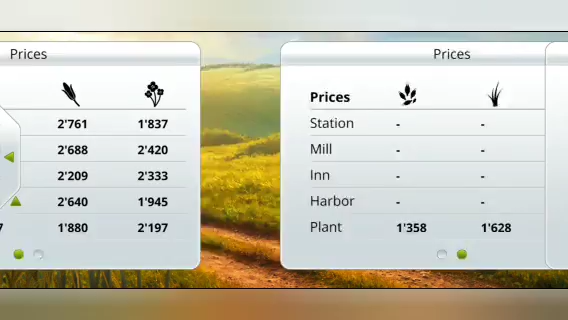 Prices
2'761 1'837
2'688 2'420
2'209 2'333
2'640 1'945
7 1'880 2'197
Prices
Prices
Station - -
Mill - -
Inn - -
Harbor - -
Plant 1'358 1'628